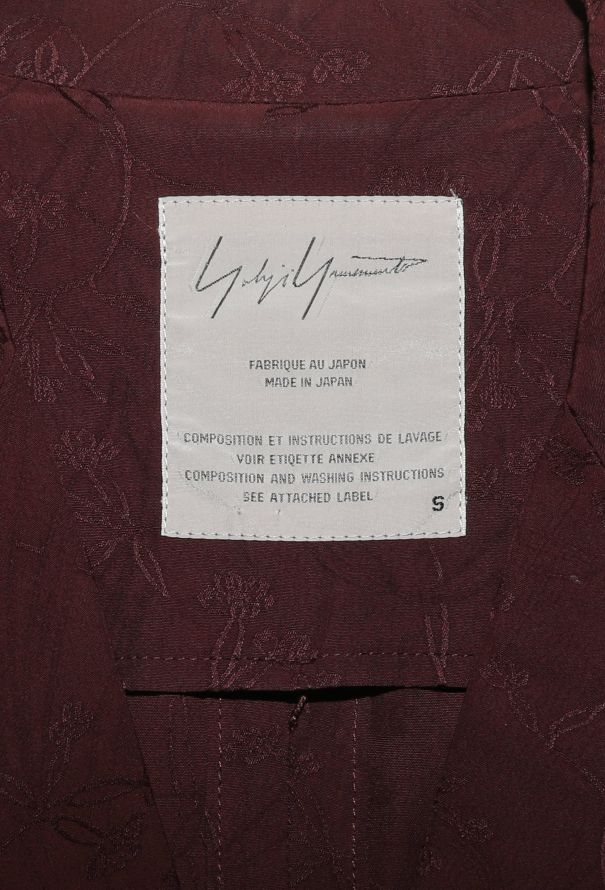 Yohji Yamamoto
FABRIQUE AU JAPON
MADE IN JAPAN
COMPOSITION ET INSTRUCTIONS DE LAVAGE
VOIR ETIQETTE ANNEXE
COMPOSITION AND WASHING INSTRUCTIONS
SEE ATTACHED LABEL
S